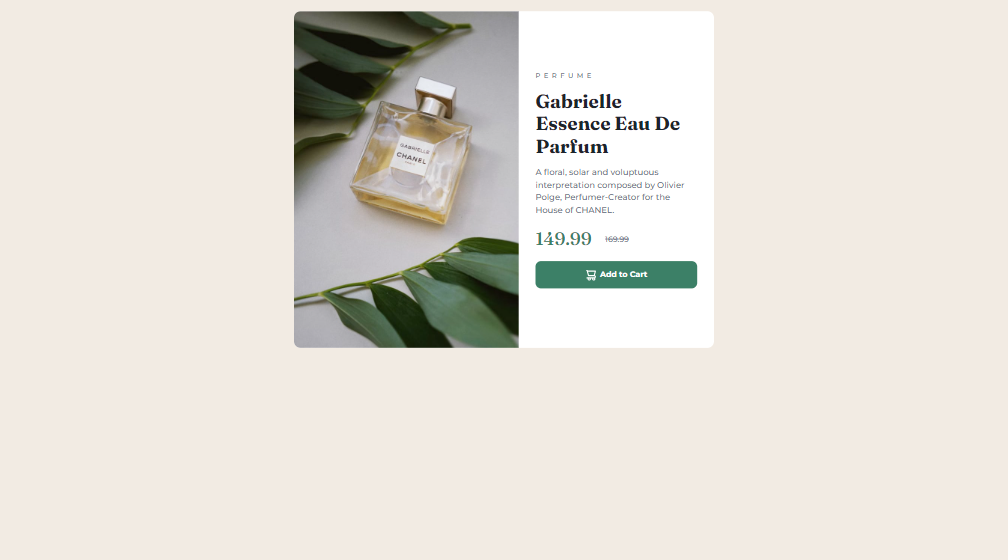 GABRIELLE
CHANEL
PARIS
PERFUME
Gabrielle
Essence Eau De
Parfum
A floral, solar and voluptuous
interpretation composed by Olivier
Polge, Perfumer-Creator for the
House of CHANEL.
149.99 169.99
Add to Cart